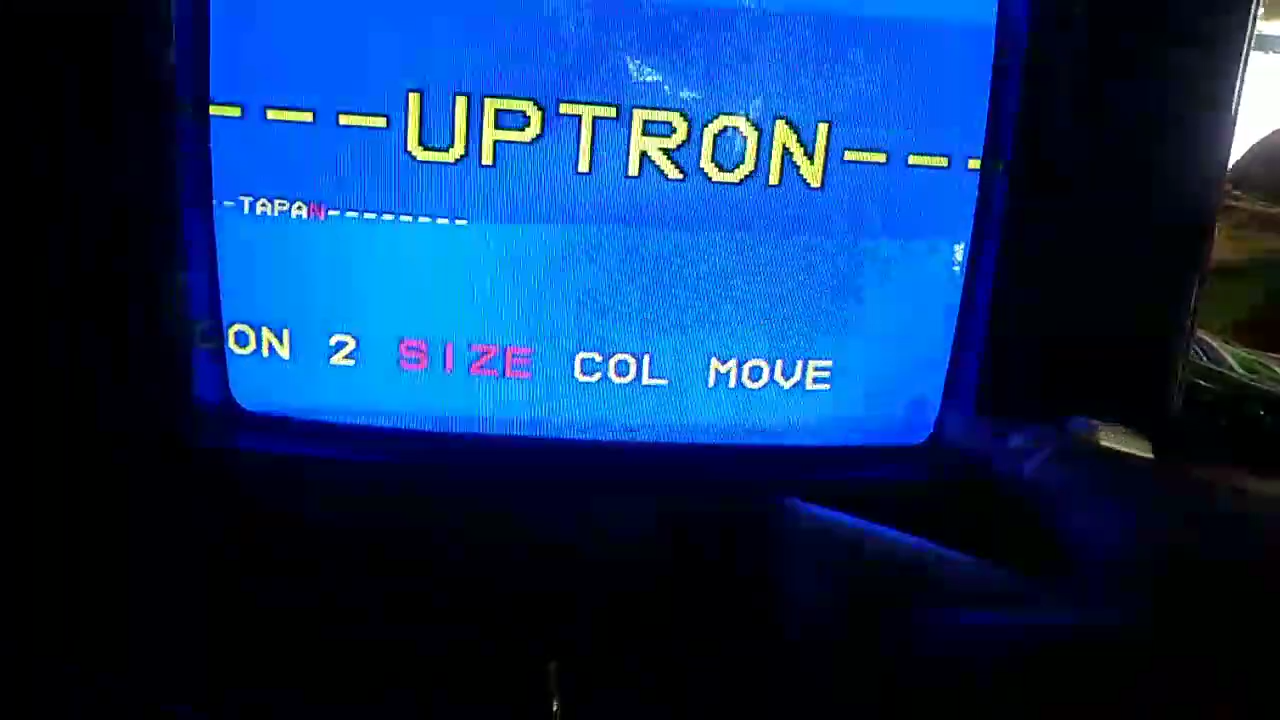 ---UPTRON---
--TAPAN--------
ON 2 SIZE COL MOVE